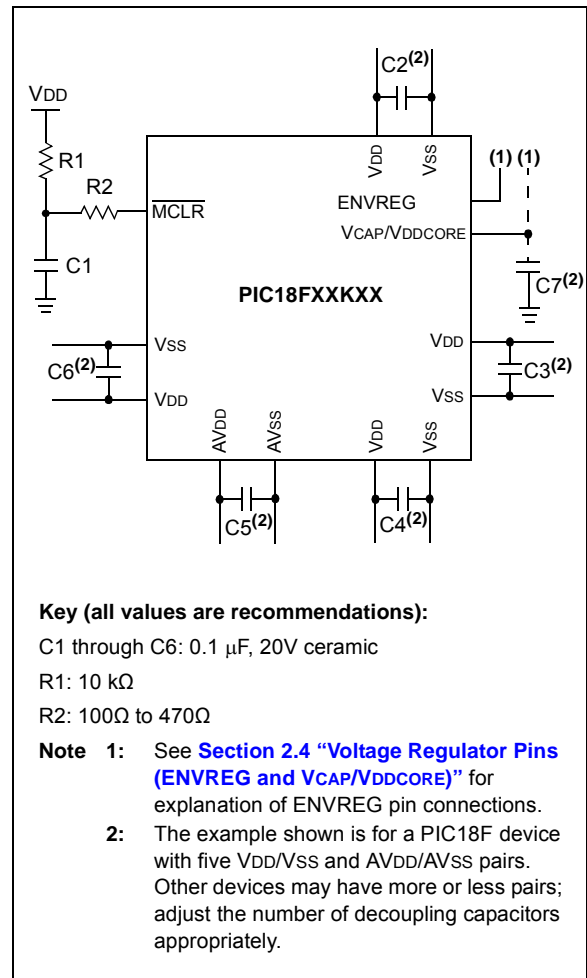 C2(2)
VDD
R1
R2
C1
MCLR
VDD
VSS
(1) (1)
ENVREG
VCAP/VDDCORE
C7(2)
PIC18FXXKXX
VSS
VDD
C6(2)
VDD
VSS
C3(2)
AVDD
AVSS
VDD
VSS
C5(2)
C4(2)
Key (all values are recommendations):
C1 through C6: 0.1 μF, 20V ceramic
R1: 10 kΩ
R2: 100Ω to 470Ω
Note 1: See Section 2.4 “Voltage Regulator Pins
(ENVREG and VCAP/VDDCORE)” for
explanation of ENVREG pin connections.
2: The example shown is for a PIC18F device
with five VDD/VSS and AVDD/AVSS pairs.
Other devices may have more or less pairs;
adjust the number of decoupling capacitors
appropriately.